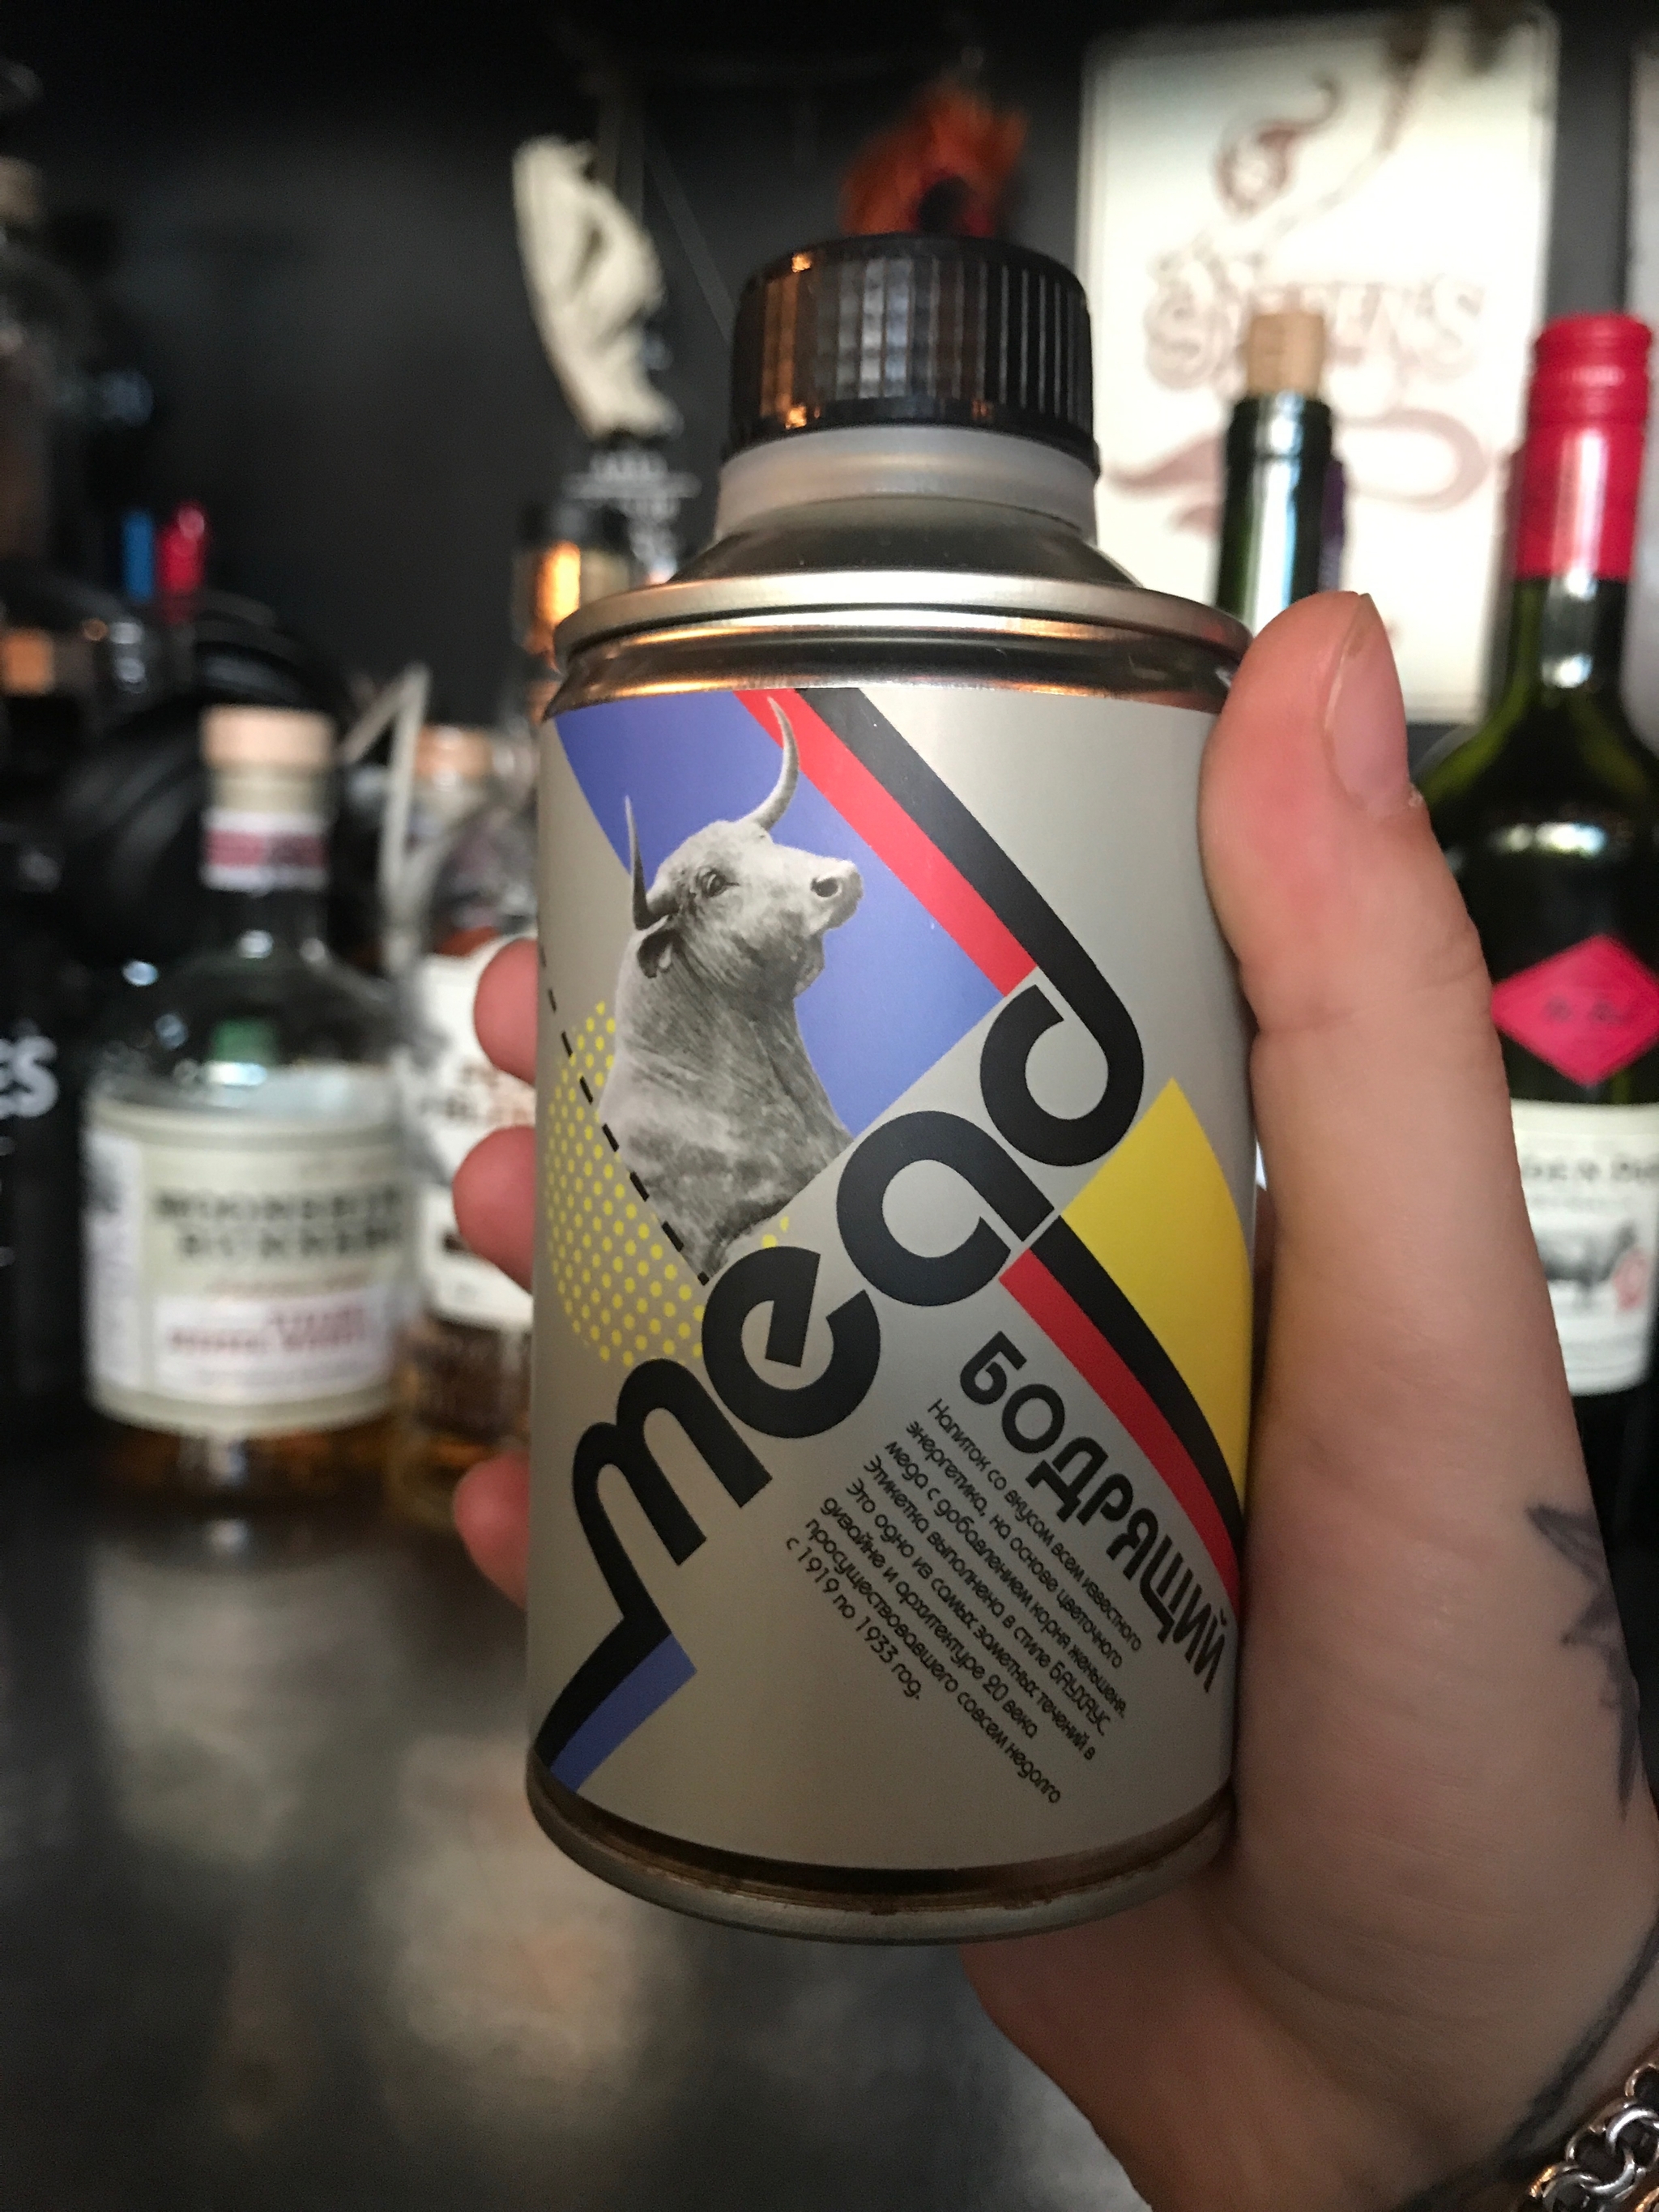 mead
БОДРЯЩИЙ
Напиток со вкусом всем известного
энергетика, на основе цветочного
меда с добавлением корня женьшеня.
Этикетка выполнена в стиле БАУХАУС.
Это одно из самых заметных течений в
дизайне и архитектуре 20 века
просуществовавшего совсем недолго
с 1919 по 1933 год.